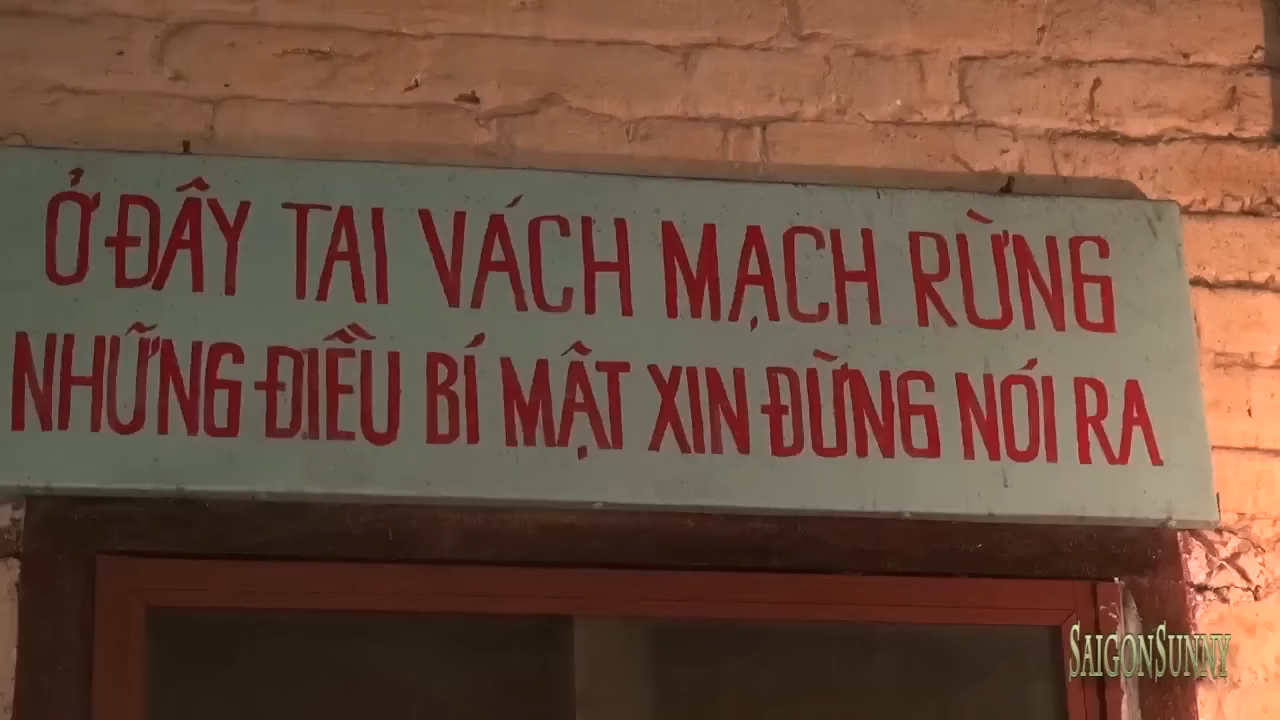 Ở ĐÂY TAI VÁCH MẠCH RỪNG
NHỮNG ĐIỀU BÍ MẬT XIN ĐỪNG NÓI RA
SAIGONSUNNY